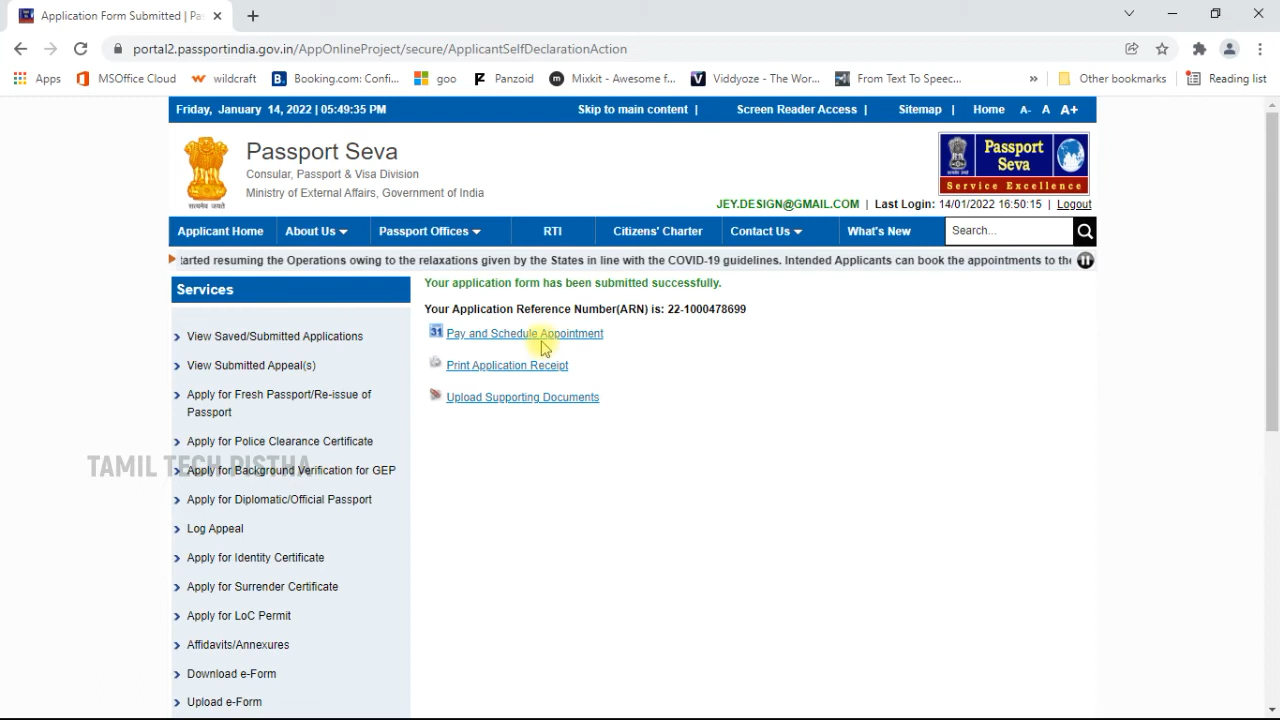 Application Form Submitted | Pa
portal2.passportindia.gov.in/AppOnlineProject/secure/ApplicantSelfDeclarationAction
Apps
MSOffice Cloud
wildcraft
Booking.com: Confi...
goo
Panzoid
Mixkit - Awesome f...
Viddyoze - The Wor...
From Text To Speec...
»
Other bookmarks
Reading list
Friday, January 14, 2022 | 05:49:35 PM
Skip to main content |
Screen Reader Access |
Sitemap |
Home
A-
A
A+
सत्यमेव जयते
Passport Seva
Consular, Passport & Visa Division
Ministry of External Affairs, Government of India
Passport
Seva
Service Excellence
JEY.DESIGN@GMAIL.COM | Last Login: 14/01/2022 16:50:15 | Logout
Applicant Home
About Us
Passport Offices
RTI
Citizens' Charter
Contact Us
What's New
Search...
tarted resuming the Operations owing to the relaxations given by the States in line with the COVID-19 guidelines. Intended Applicants can book the appointments to the
Services
View Saved/Submitted Applications
View Submitted Appeal(s)
Apply for Fresh Passport/Re-issue of
Passport
Apply for Police Clearance Certificate
Apply for Background Verification for GEP
Apply for Diplomatic/Official Passport
Log Appeal
Apply for Identity Certificate
Apply for Surrender Certificate
Apply for LoC Permit
Affidavits/Annexures
Download e-Form
Upload e-Form
Your application form has been submitted successfully.
Your Application Reference Number(ARN) is: 22-1000478699
31 Pay and Schedule Appointment
Print Application Receipt
Upload Supporting Documents
TAMIL TECH PISTHA